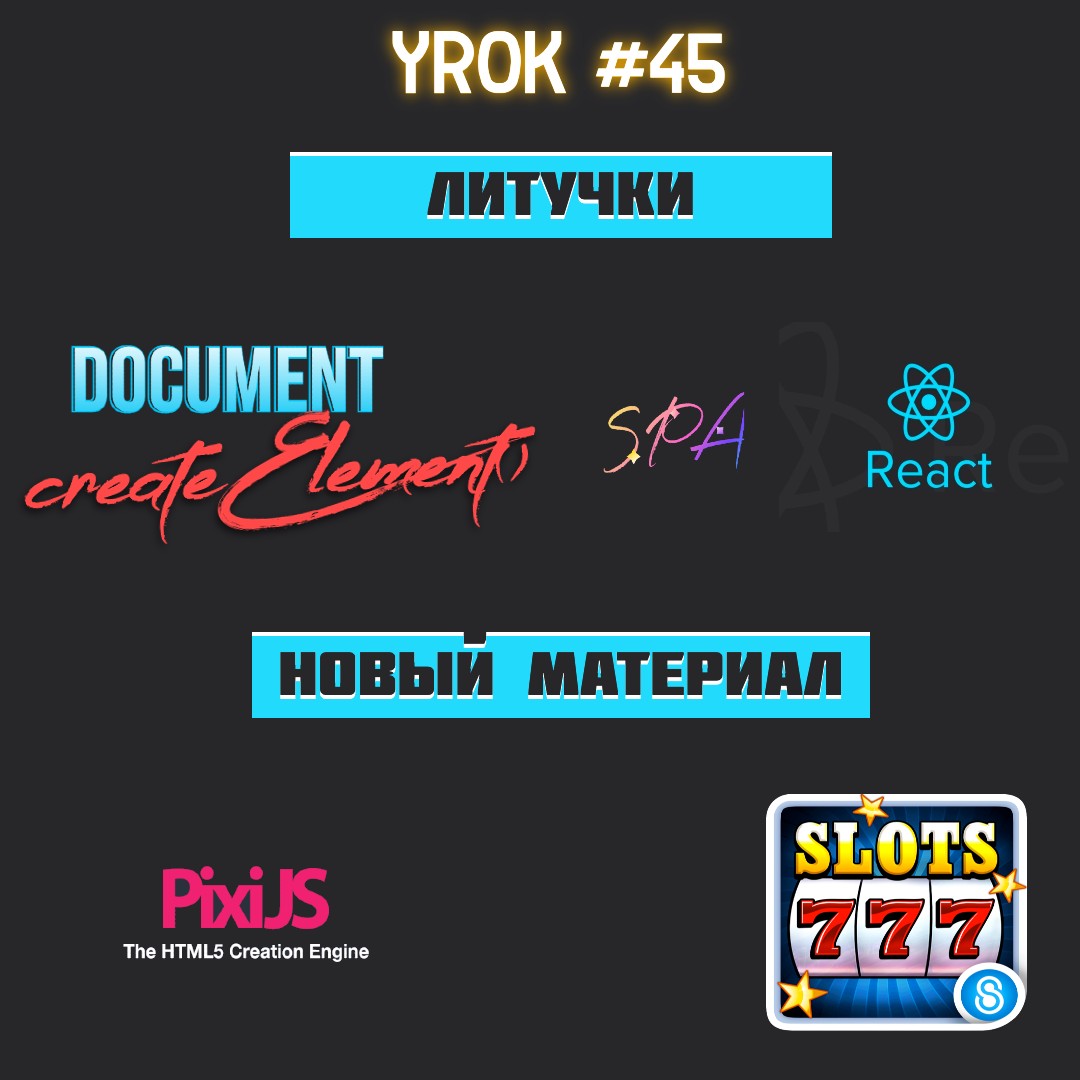 YROK #45
ЛИТУЧКИ
DOCUMENT
createElement()
SPA
React
НОВЫЙ МАТЕРИАЛ
PixiJS
The HTML5 Creation Engine
SLOTS
777
S